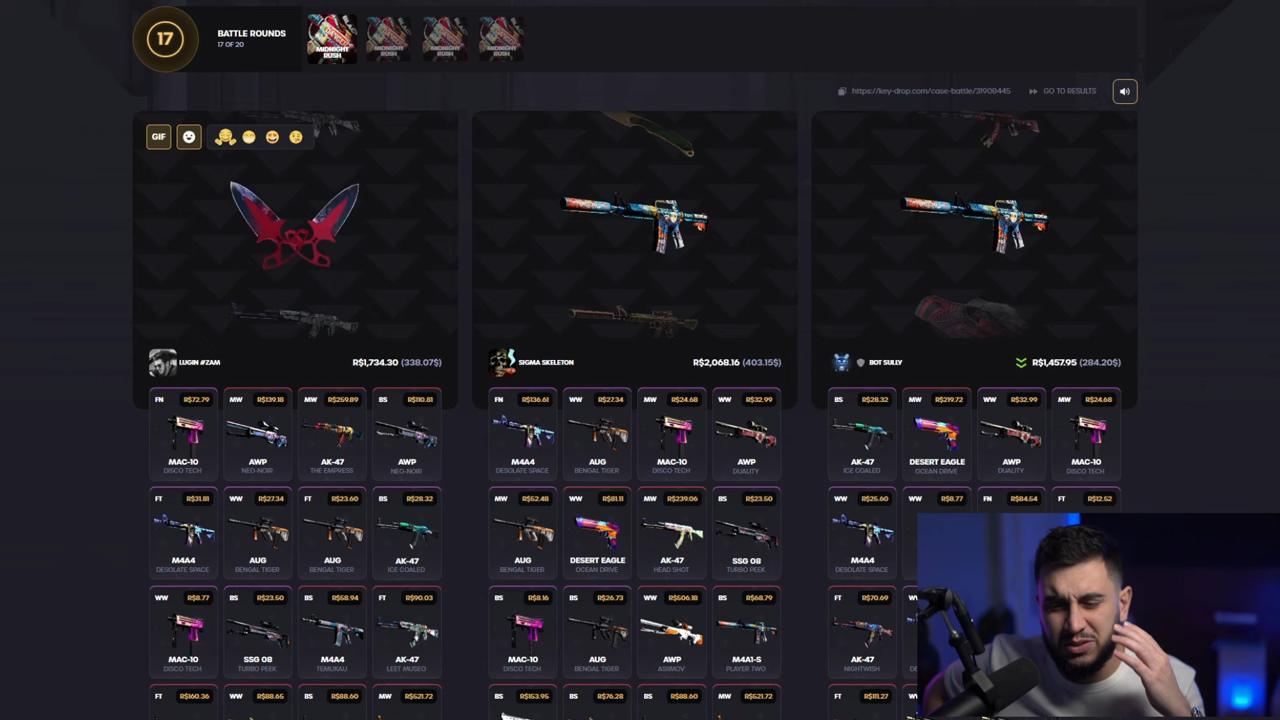 17
BATTLE ROUNDS
17 OF 20
MIDNIGHT RUSH
MIDNIGHT RUSH
MIDNIGHT RUSH
MIDNIGHT RUSH
https://key-drop.com/case-battle/31908445
GO TO RESULTS
GIF
LUGIN #ZAM R$1,734.30 (338.07$)
SIGMA SKELETON R$2,068.16 (403.15$)
BOT SULLY R$1,457.95 (284.20$)
FN R$72.79 MW R$139.18 MW R$259.89 BS R$110.81
MAC-10 AWP AK-47 AWP
DISCO TECH NEO-NOIR THE EMPRESS NEO-NOIR
FN R$136.61 WW R$27.34 MW R$24.68 WW R$32.99
M4A4 AUG MAC-10 AWP
DESOLATE SPACE BENGAL TIGER DISCO TECH DUALITY
BS R$28.32 MW R$219.72 WW R$32.99 MW R$24.68
AK-47 DESERT EAGLE AWP MAC-10
ICE COALED OCEAN DRIVE DUALITY DISCO TECH
FT R$31.81 WW R$27.34 FT R$23.60 BS R$28.32
M4A4 AUG AUG AK-47
DESOLATE SPACE BENGAL TIGER BENGAL TIGER ICE COALED
MW R$52.48 WW R$81.11 MW R$239.06 BS R$23.50
AUG DESERT EAGLE AK-47 SSG 08
BENGAL TIGER OCEAN DRIVE HEAD SHOT TURBO PEEK
WW R$25.60 WW R$8.77 FN R$84.54 FT R$12.52
M4A4
DESOLATE SPACE
WW R$8.77 BS R$23.50 BS R$58.94 FT R$90.03
MAC-10 SSG 08 M4A4 AK-47
DISCO TECH TURBO PEEK TEMUKAU LEET MUSEO
BS R$8.16 BS R$26.73 WW R$506.18 BS R$68.79
MAC-10 AUG AWP M4A1-S
DISCO TECH BENGAL TIGER ASIIMOV PLAYER TWO
FT R$70.69
AK-47
NIGHTWISH
FT R$160.36 WW R$88.65 BS R$88.60 MW R$521.72
BS R$153.95 BS R$76.28 BS R$88.60 MW R$521.72
FT R$111.27